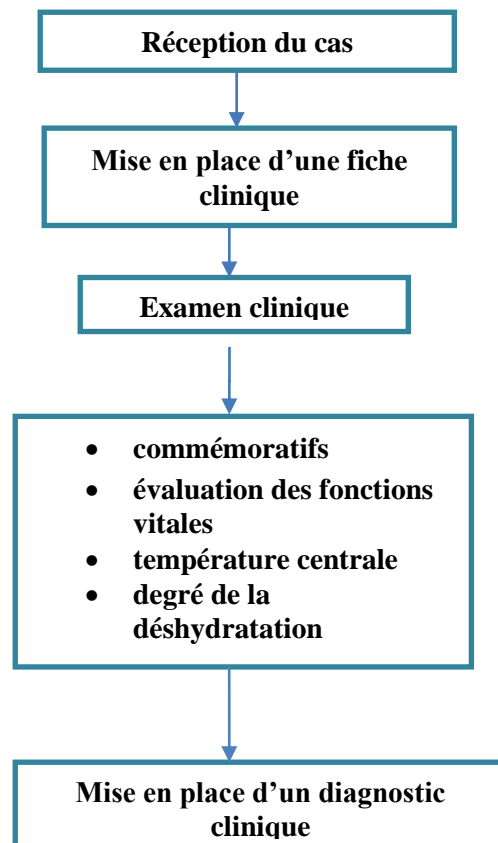 Réception du cas
Mise en place d’une fiche
clinique
Examen clinique
• commémoratifs
• évaluation des fonctions
vitales
• température centrale
• degré de la
déshydratation
Mise en place d’un diagnostic
clinique